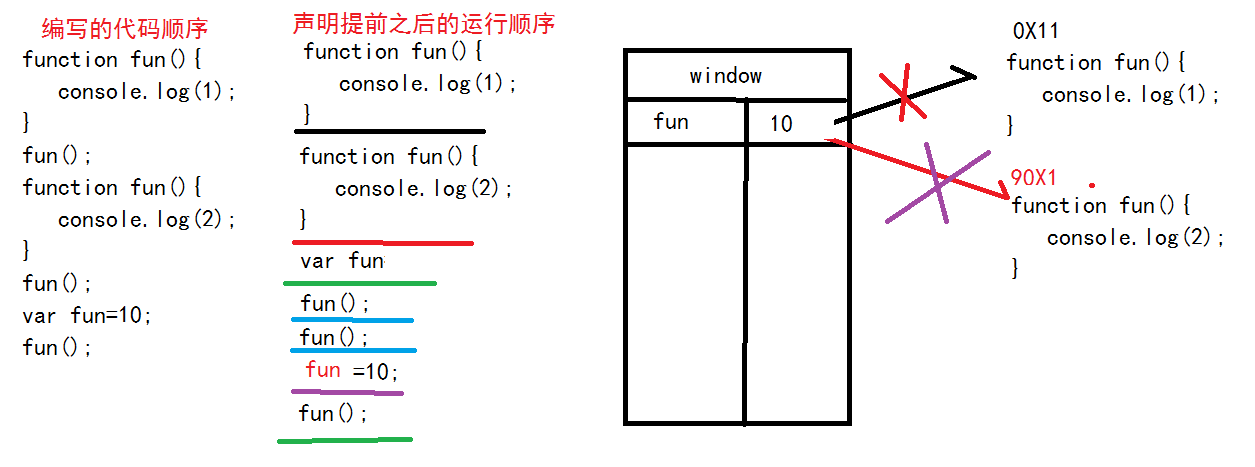 编写的代码顺序
function fun(){
console.log(1);
}
fun();
function fun(){
console.log(2);
}
fun();
var fun=10;
fun();
声明提前之后的运行顺序
function fun(){
console.log(1);
}
function fun(){
console.log(2);
}
var fun
fun();
fun();
fun =10;
fun();
window
fun 10
0X11
function fun(){
console.log(1);
}
90X1
function fun(){
console.log(2);
}